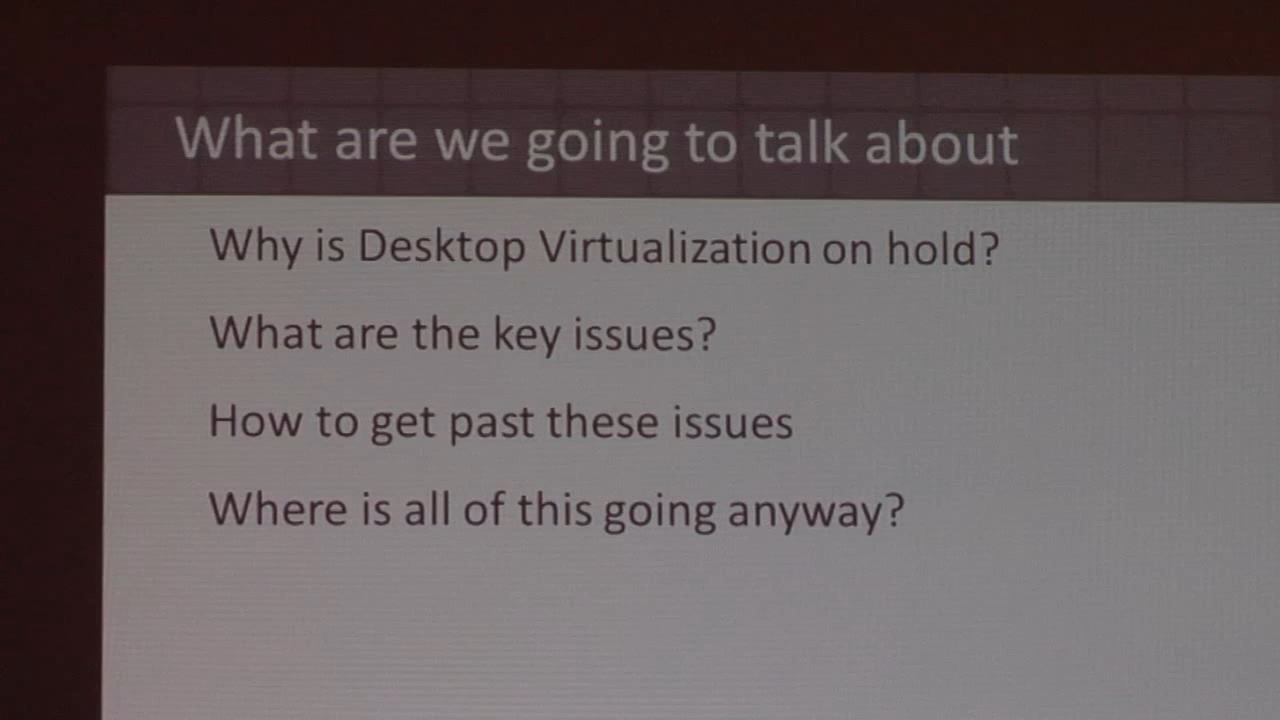 What are we going to talk about
Why is Desktop Virtualization on hold?
What are the key issues?
How to get past these issues
Where is all of this going anyway?